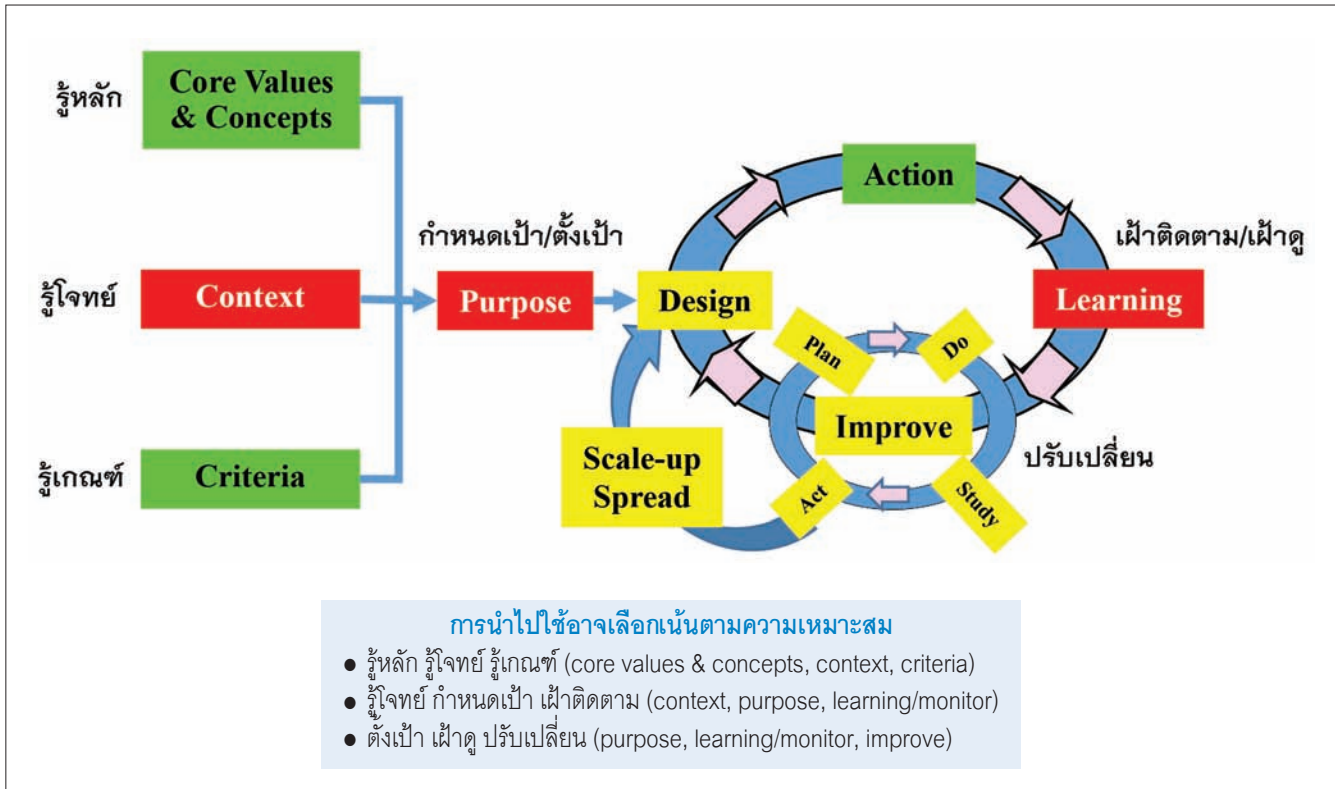 รู้หลัก
Core Values
& Concepts
Action
กำหนดเป้า/ตั้งเป้า
เฝ้าติดตาม/เฝ้าดู
รู้โจทย์
Context
Purpose
Design
Learning
Plan
Do
Improve
Scale-up
Spread
ปรับเปลี่ยน
รู้เกณฑ์
Criteria
Act
Study
การนำไปใช้อาจเลือกเน้นตามความเหมาะสม
● รู้หลัก รู้โจทย์ รู้เกณฑ์ (core values & concepts, context, criteria)
● รู้โจทย์ กำหนดเป้า เฝ้าติดตาม (context, purpose, learning/monitor)
● ตั้งเป้า เฝ้าดู ปรับเปลี่ยน (purpose, learning/monitor, improve)